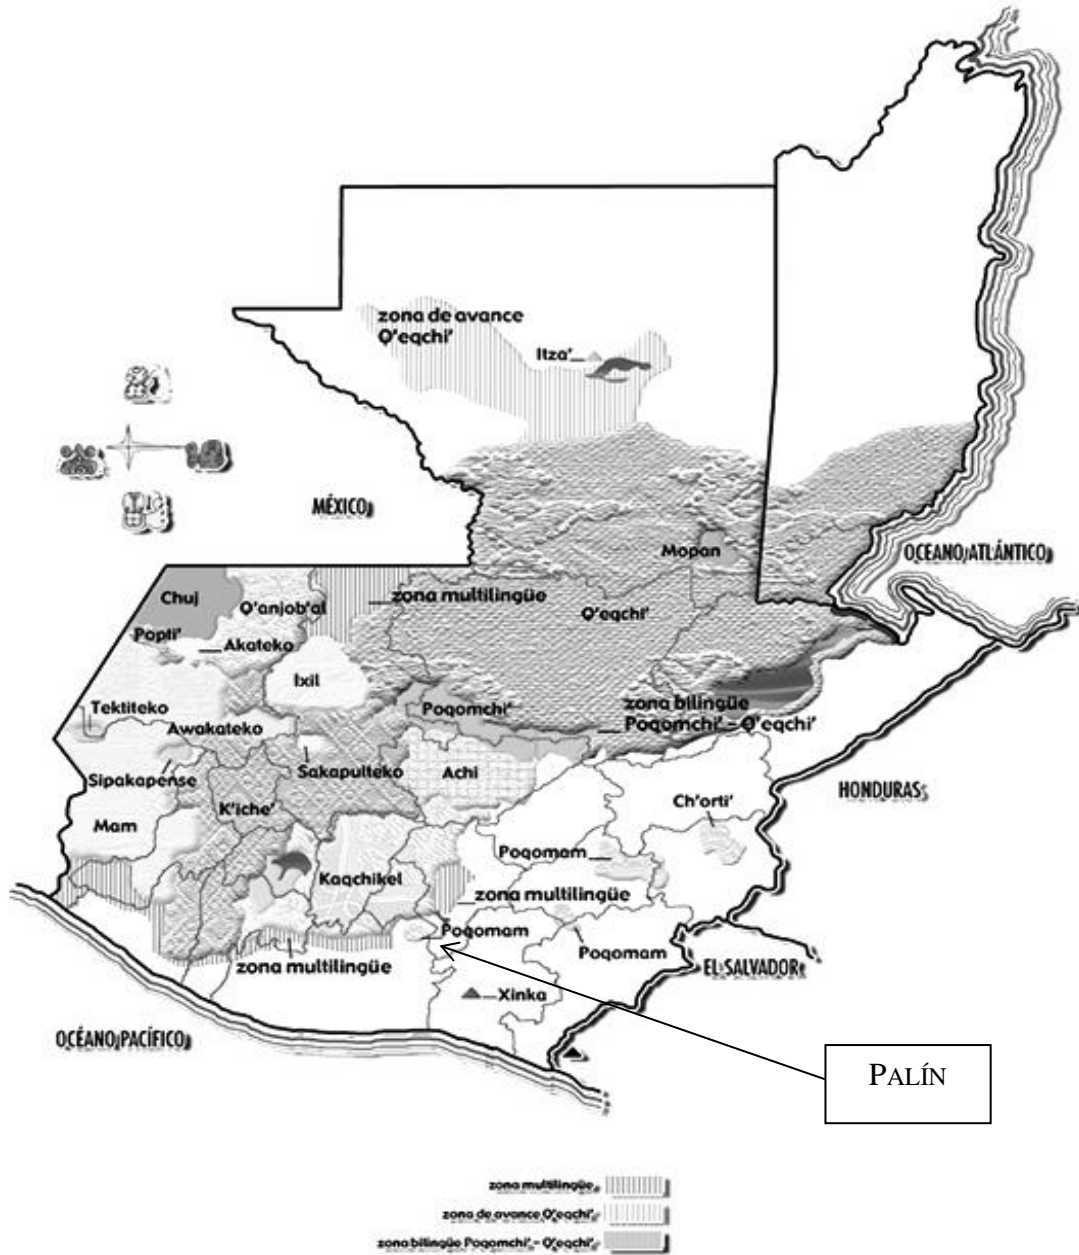 zona de avance
Q'eqchi'
Itza'
MÉXICO
Mopan
OCEANO ATLÁNTICO
Chuj
Q'anjob'al
zona multilingüe
Q'eqchi'
Popti'
Akateko
Ixil
Tektiteko
Poqomchi'
zona bilingüe
Poqomchi' - Q'eqchi'
Awakateko
Sipakapense
Sakapulteko
Achi
HONDURAS
K'iche'
Ch'orti'
Mam
Poqomam
Kaqchikel
zona multilingüe
Poqomam
Poqomam
zona multilingüe
EL SALVADOR
Xinka
OCÉANO PACÍFICO
PALÍN
zona multilingüe
zona de avance Q'eqchi'
zona bilingüe Poqomchi' - Q'eqchi'